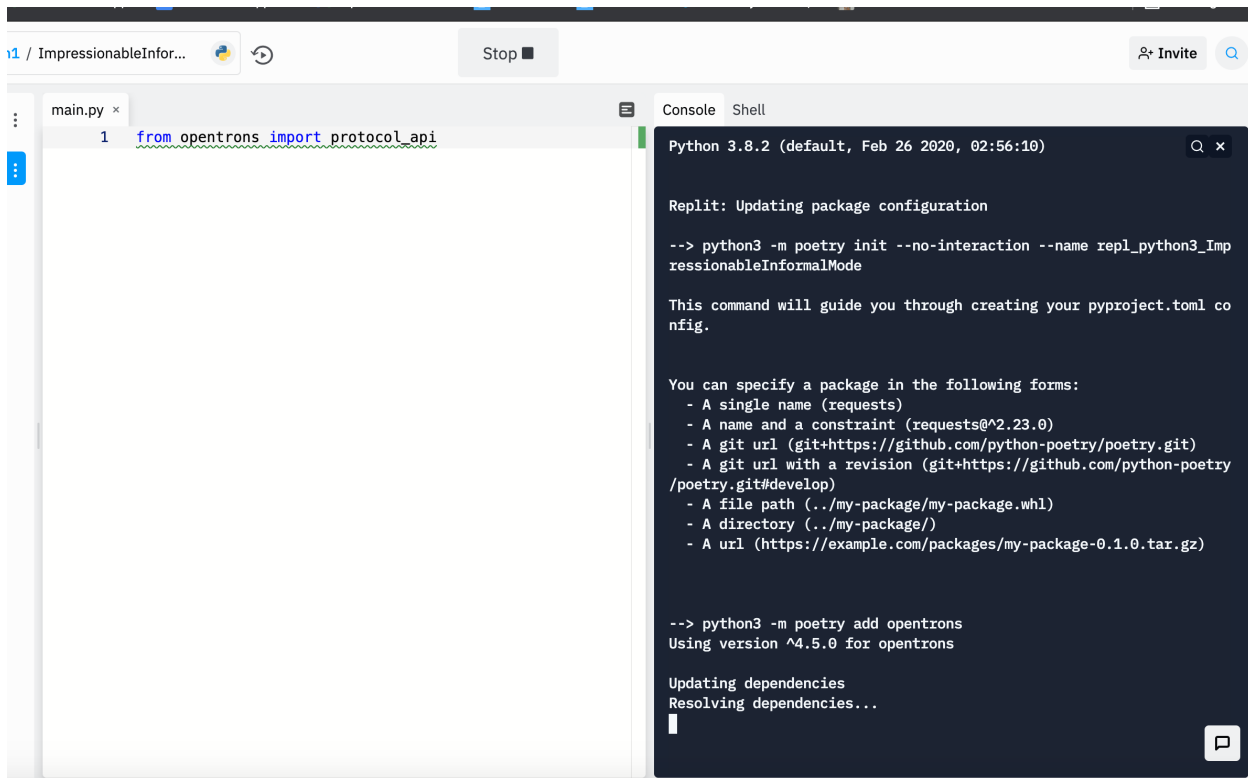 n1 / ImpressionableInfor...
Stop
Invite
main.py ×
1 from opentrons import protocol_api
Console Shell
Python 3.8.2 (default, Feb 26 2020, 02:56:10)
Replit: Updating package configuration
--> python3 -m poetry init --no-interaction --name repl_python3_Imp
ressionableInformalMode
This command will guide you through creating your pyproject.toml co
nfig.
You can specify a package in the following forms:
- A single name (requests)
- A name and a constraint (requests@^2.23.0)
- A git url (git+https://github.com/python-poetry/poetry.git)
- A git url with a revision (git+https://github.com/python-poetry
/poetry.git#develop)
- A file path (../my-package/my-package.whl)
- A directory (../my-package/)
- A url (https://example.com/packages/my-package-0.1.0.tar.gz)
--> python3 -m poetry add opentrons
Using version ^4.5.0 for opentrons
Updating dependencies
Resolving dependencies...